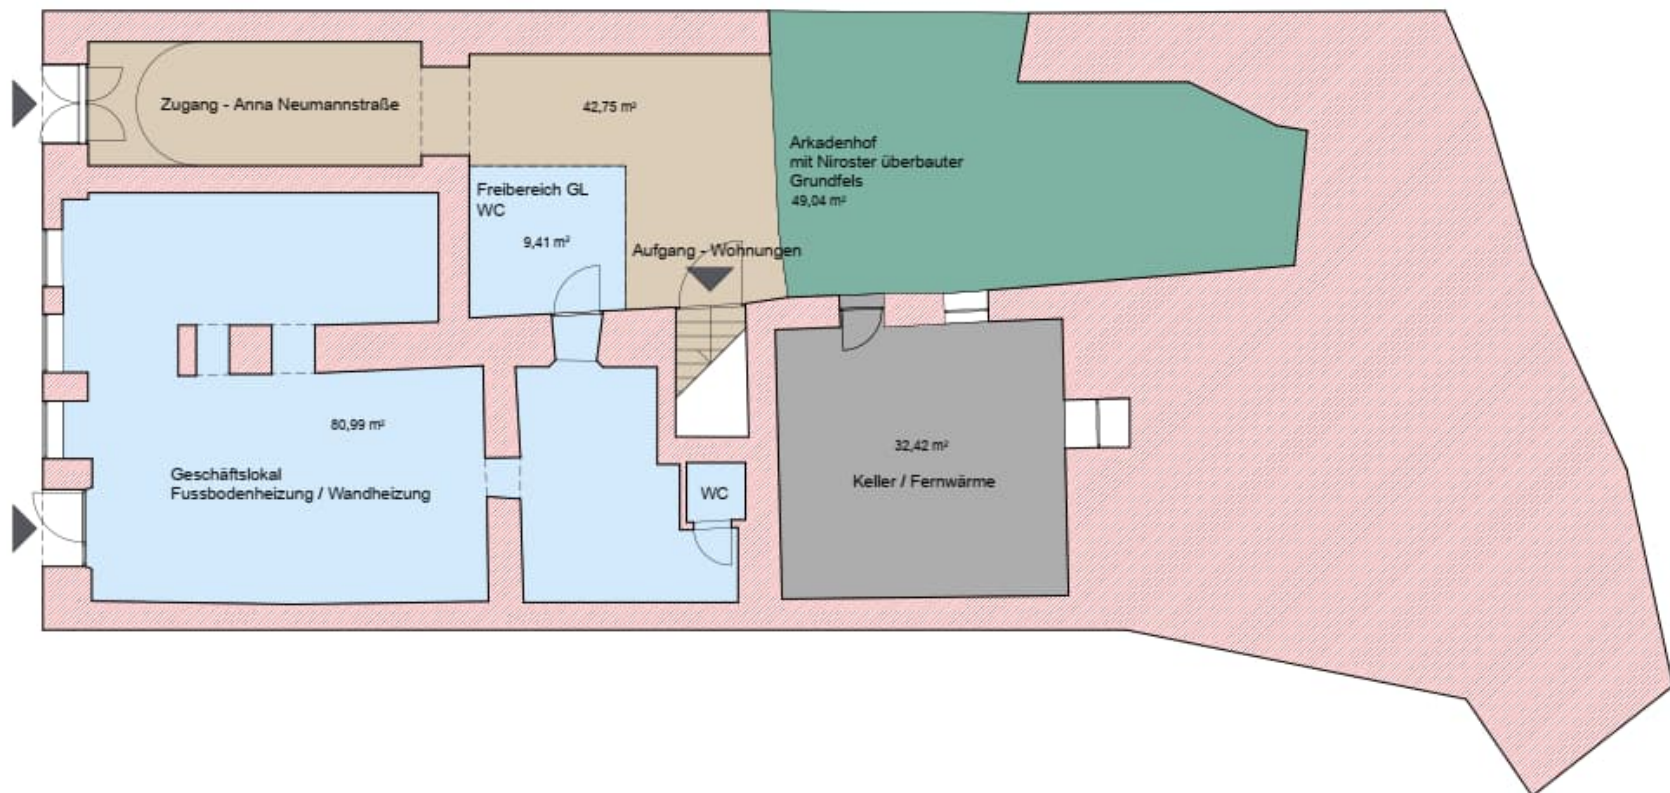 Zugang - Anna Neumannstraße
42,75 m²
Arkadenhof
mit Niroster überbauter
Grundfels
49,04 m²
Freibereich GL
WC
9,41 m²
Aufgang - Wohnungen
80,99 m²
Geschäftslokal
Fussbodenheizung / Wandheizung
WC
32,42 m²
Keller / Fernwärme